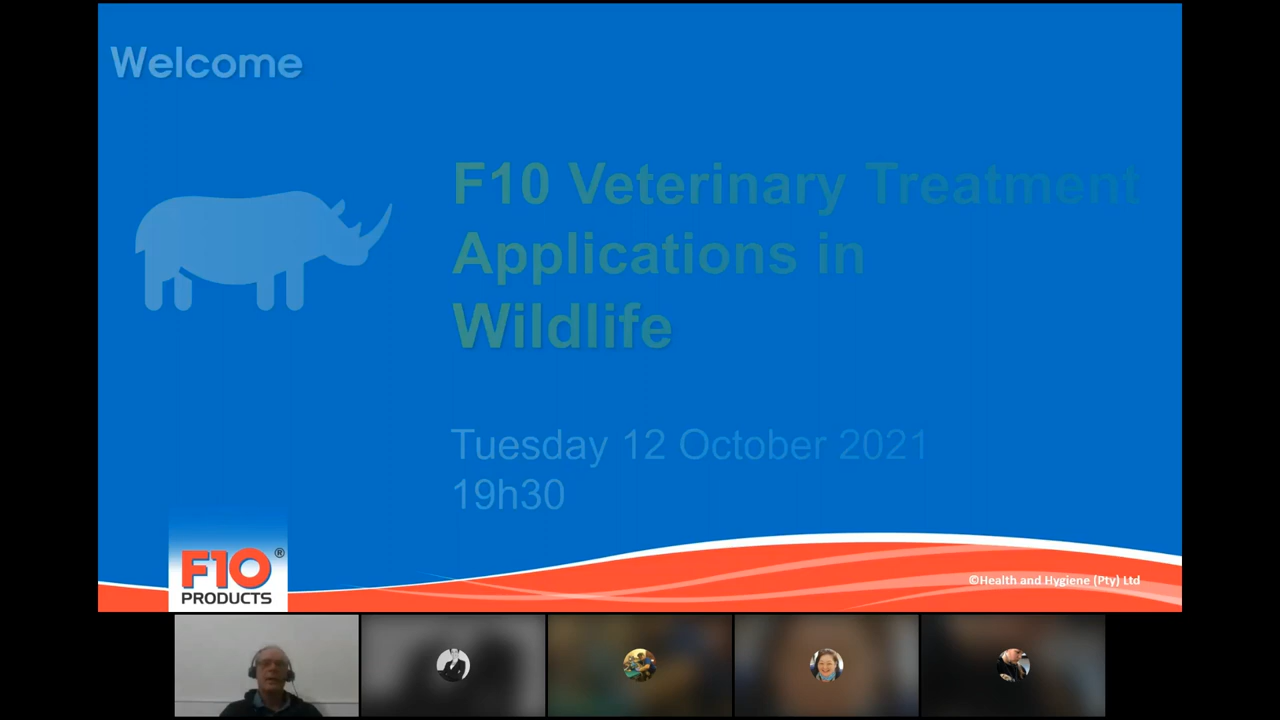 Welcome
F10 Veterinary Treatment
Applications in
Wildlife
Tuesday 12 October 2021
19h30
F10®
PRODUCTS
©Health and Hygiene (Pty) Ltd